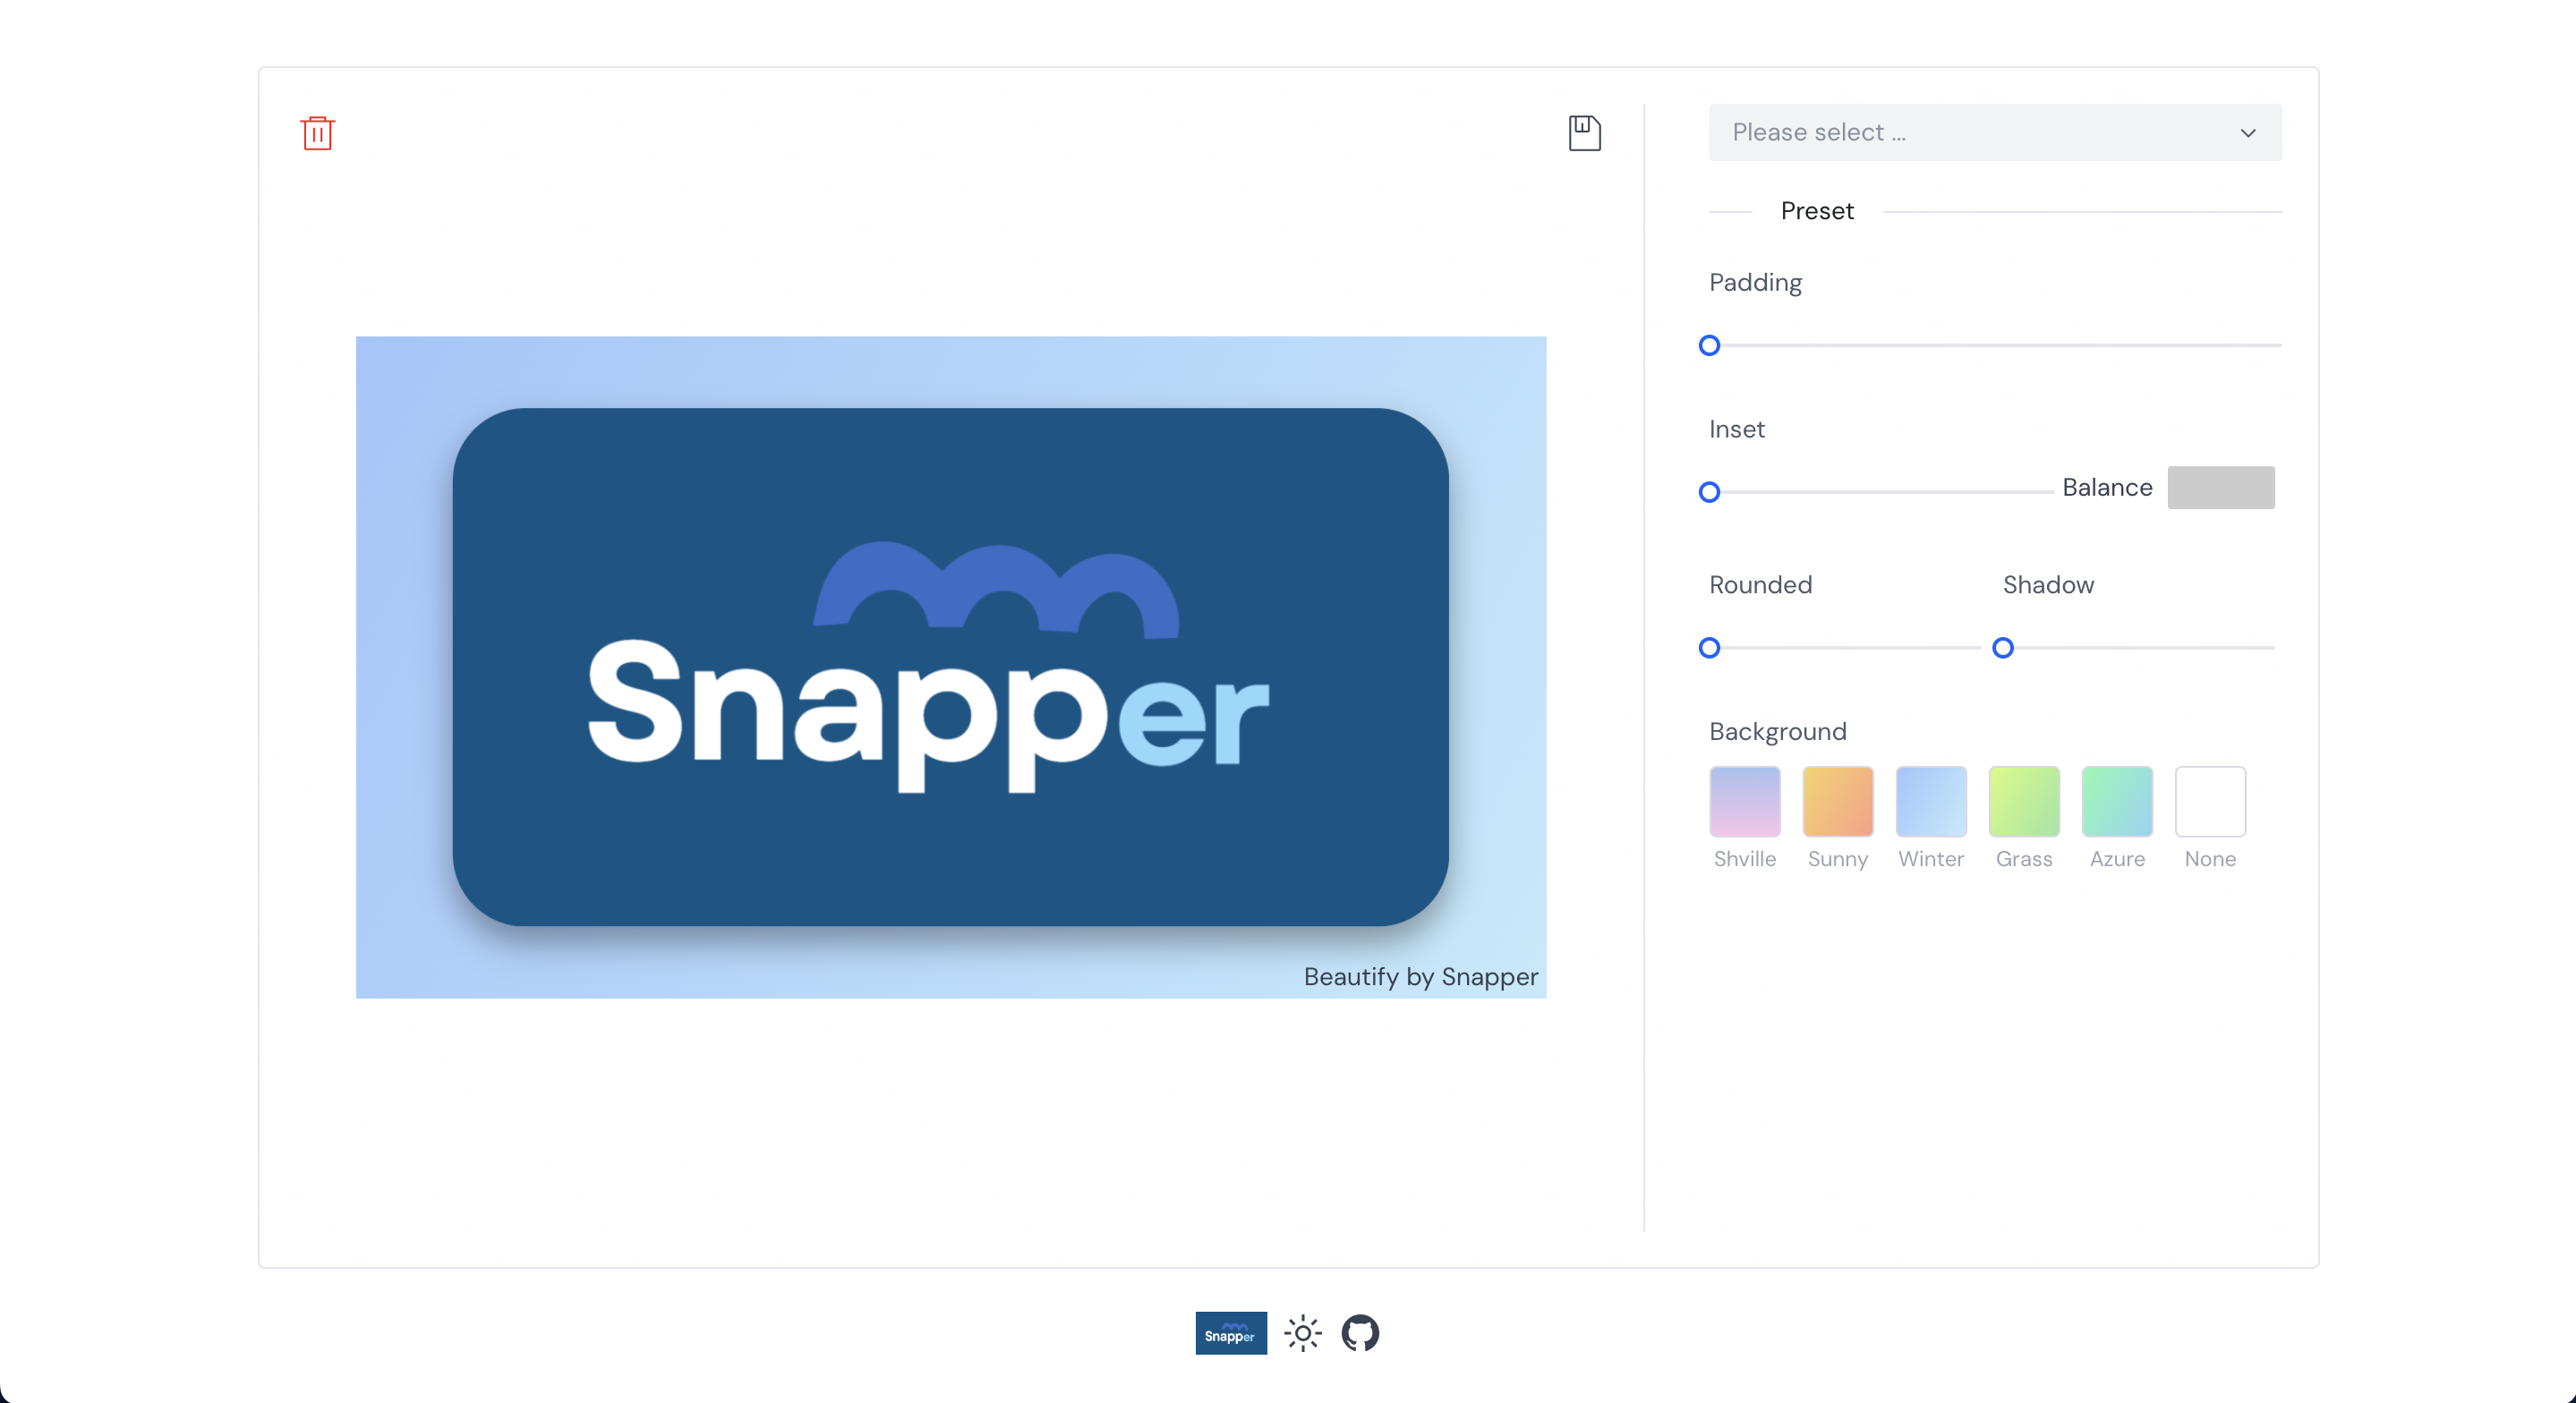 Please select ...
Preset
Padding
Inset
Balance
Rounded
Shadow
Background
Shville
Sunny
Winter
Grass
Azure
None
Snapper
Beautify by Snapper
Snapper